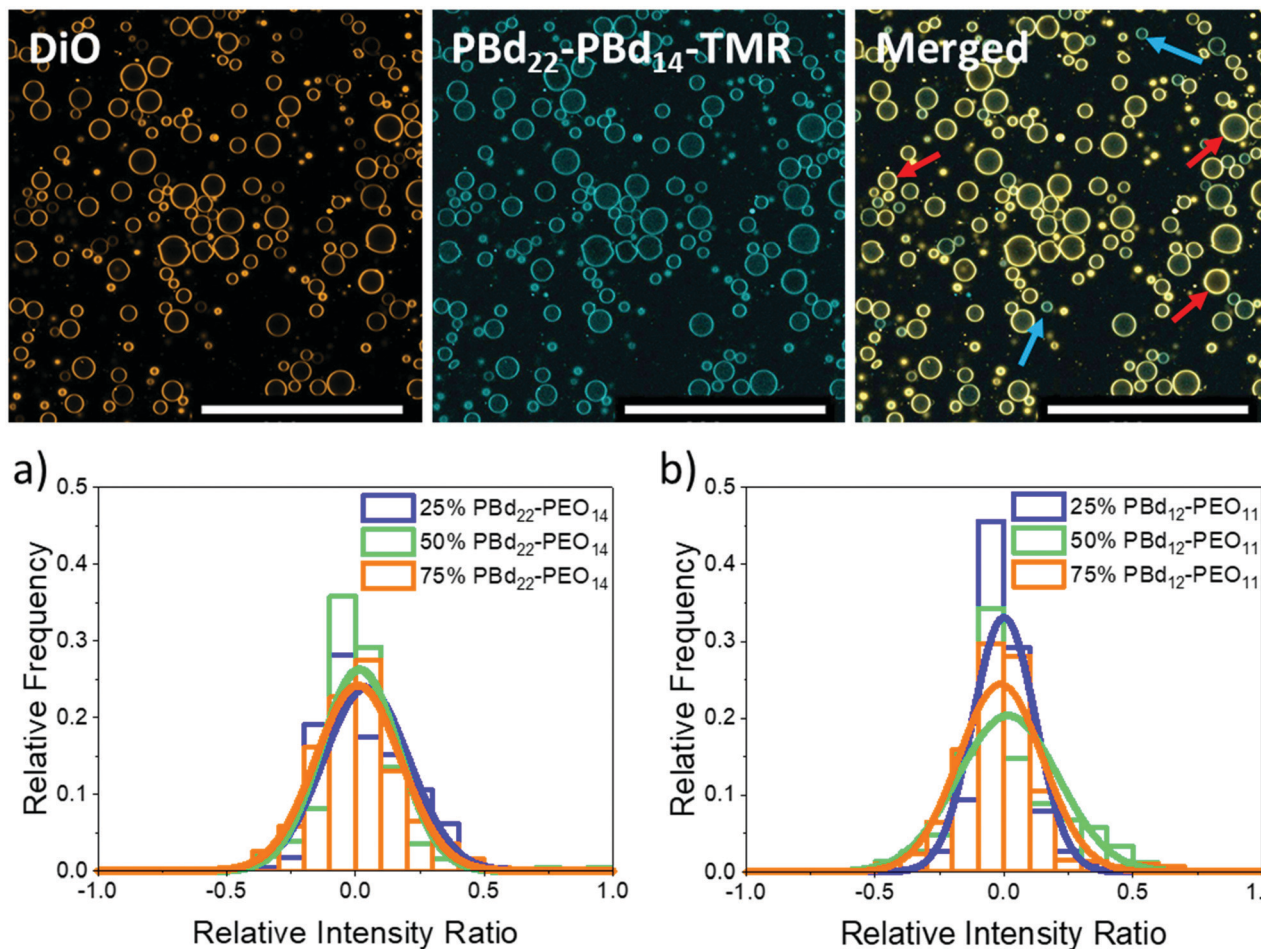 DiO
PBd₂₂-PBd₁₄-TMR
Merged
a)
0.5
0.4
0.3
0.2
0.1
0.0
Relative Frequency
25% PBd₂₂-PEO₁₄
50% PBd₂₂-PEO₁₄
75% PBd₂₂-PEO₁₄
-1.0 -0.5 0.0 0.5 1.0
Relative Intensity Ratio
b)
0.5
0.4
0.3
0.2
0.1
0.0
Relative Frequency
25% PBd₁₂-PEO₁₁
50% PBd₁₂-PEO₁₁
75% PBd₁₂-PEO₁₁
-1.0 -0.5 0.0 0.5
Relative Intensity Ratio